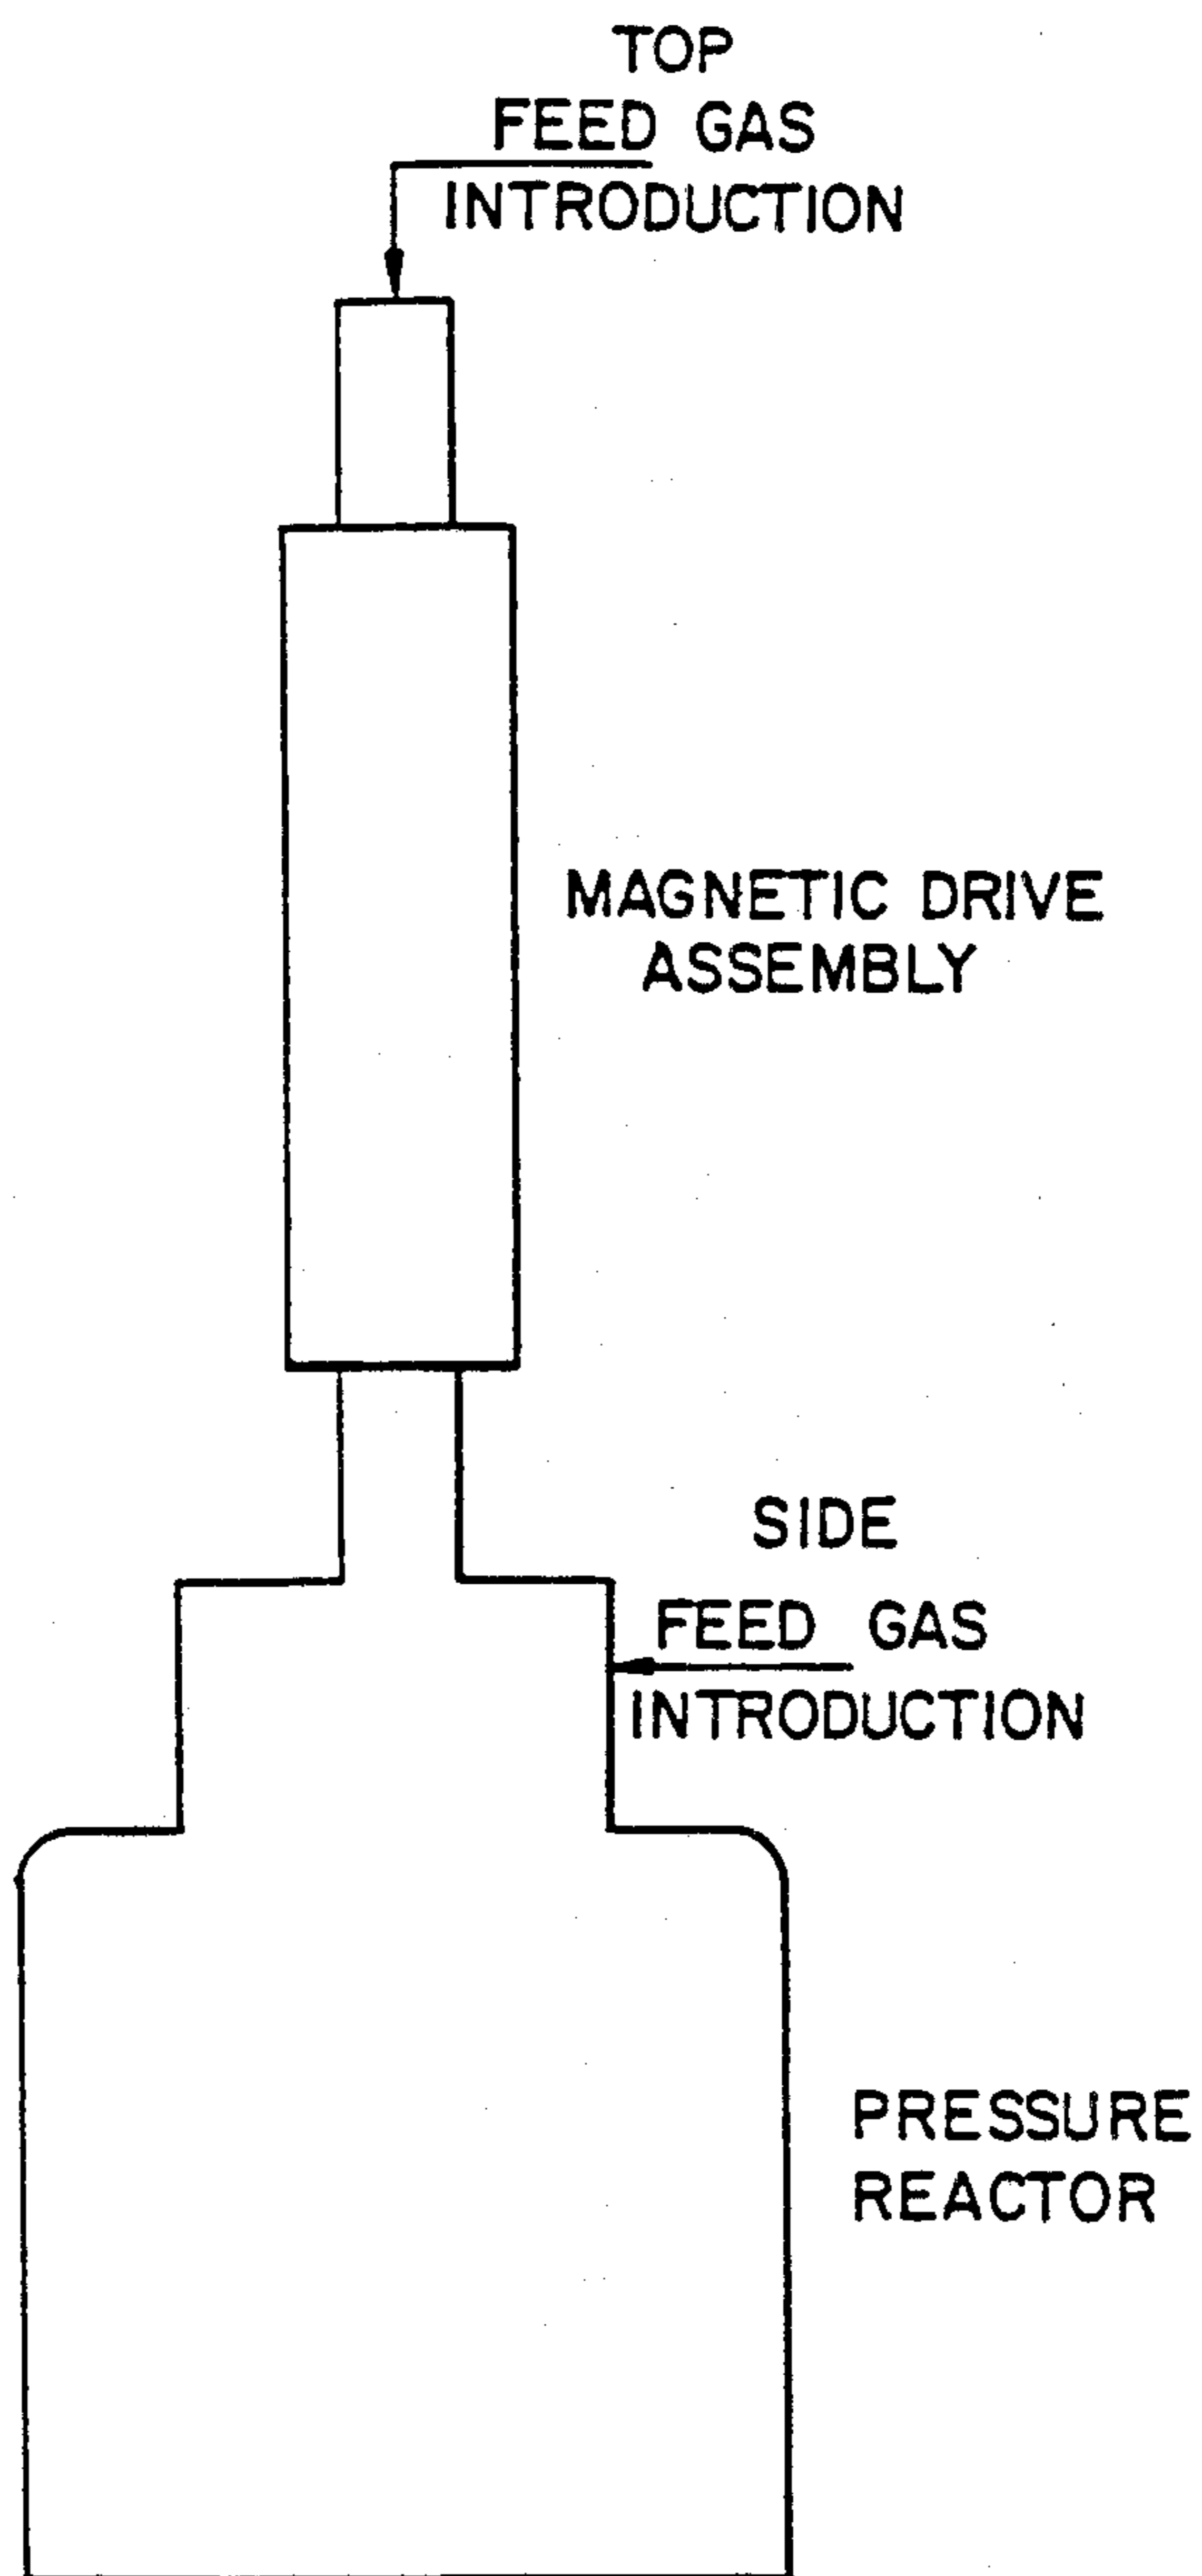 TOP
FEED GAS
INTRODUCTION
MAGNETIC DRIVE
ASSEMBLY
SIDE
FEED GAS
INTRODUCTION
PRESSURE
REACTOR